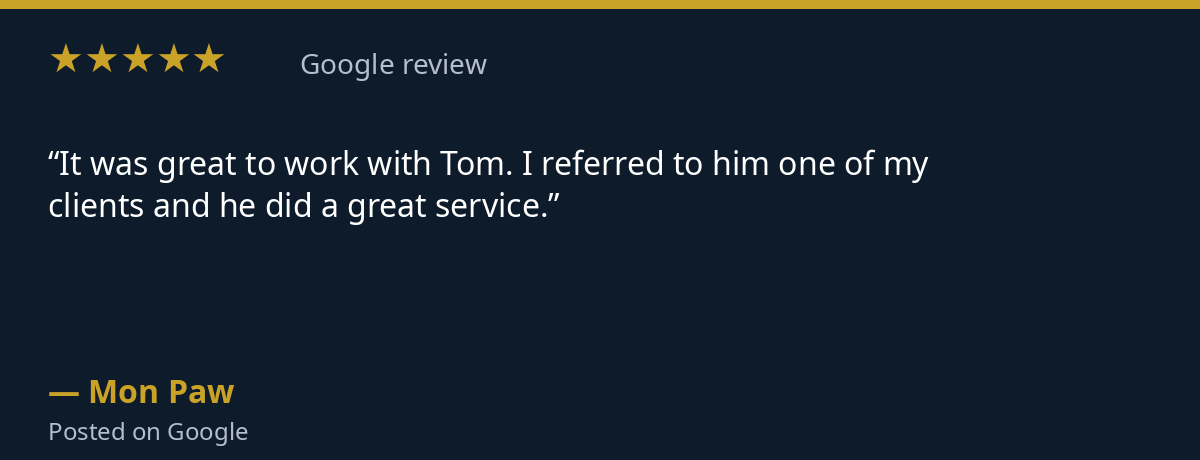 ★★★★★ Google review
“It was great to work with Tom. I referred to him one of my
clients and he did a great service.”
— Mon Paw
Posted on Google